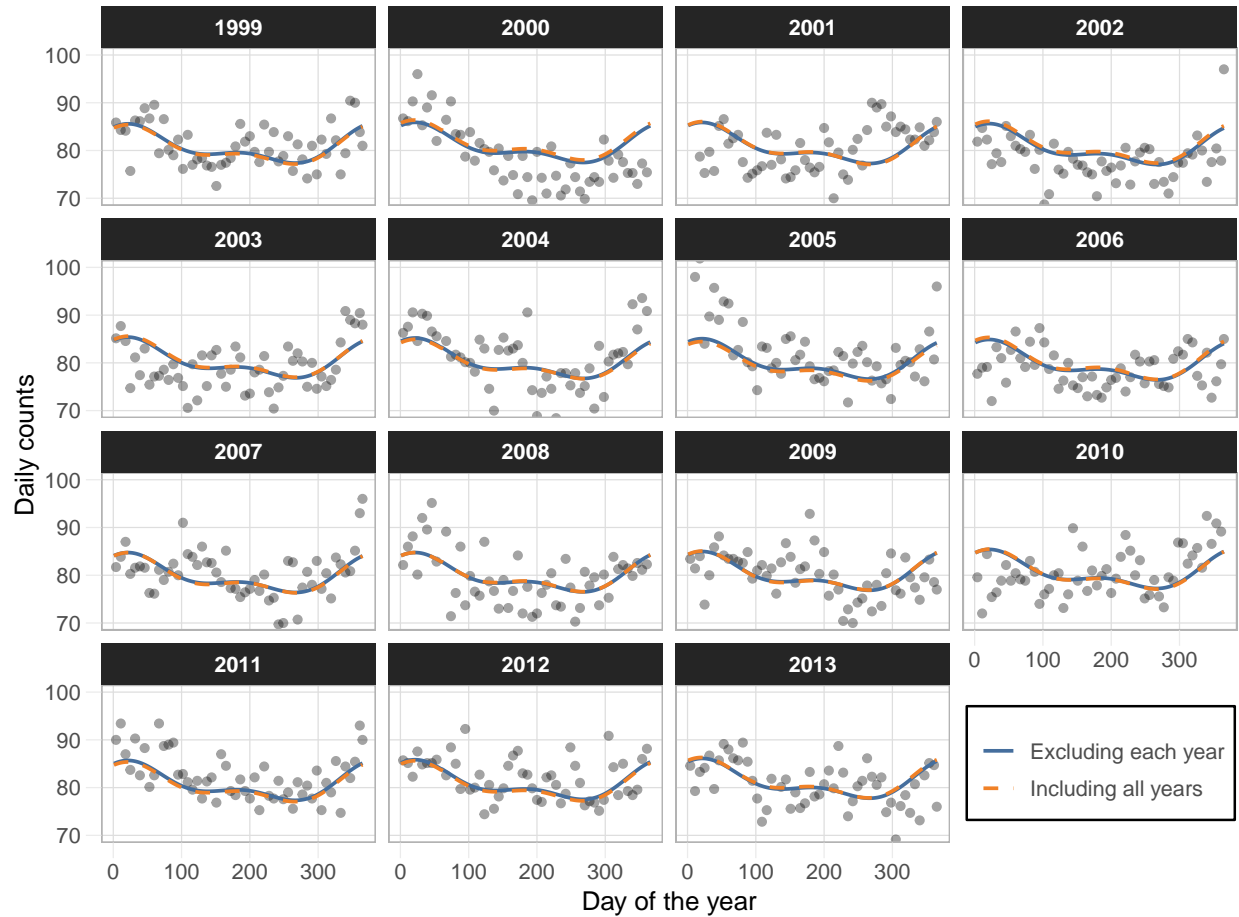 1999 2000 2001 2002
100
90
80
70
2003 2004 2005 2006
100
90
80
70
2007 2008 2009 2010
100
90
80
70
0 100 200 300
2011 2012 2013
100
90
80
70
0 100 200 300 0 100 200 300 0 100 200 300
Daily counts
Day of the year
Excluding each year
Including all years